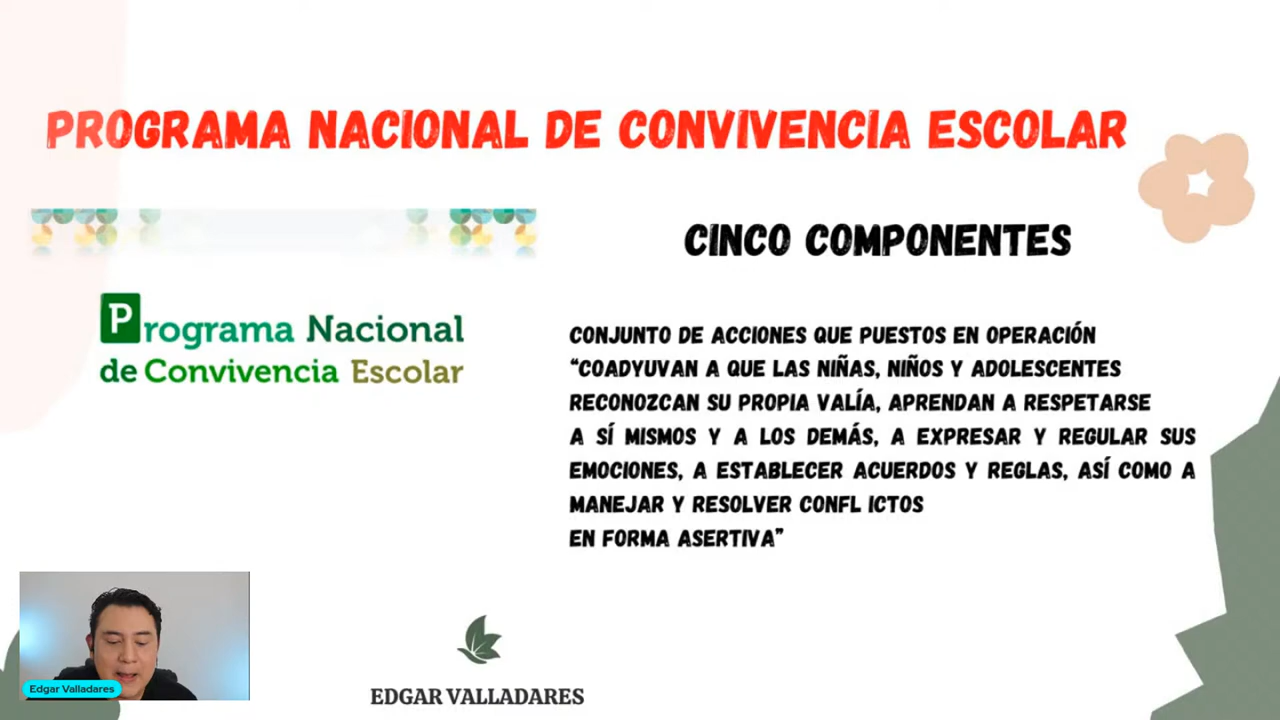 PROGRAMA NACIONAL DE CONVIVENCIA ESCOLAR
CINCO COMPONENTES
Programa Nacional
de Convivencia Escolar
CONJUNTO DE ACCIONES QUE PUESTOS EN OPERACIÓN
“COADYUVAN A QUE LAS NIÑAS, NIÑOS Y ADOLESCENTES
RECONOZCAN SU PROPIA VALÍA, APRENDAN A RESPETARSE
A SÍ MISMOS Y A LOS DEMÁS, A EXPRESAR Y REGULAR SUS
EMOCIONES, A ESTABLECER ACUERDOS Y REGLAS, ASÍ COMO A
MANEJAR Y RESOLVER CONFL ICTOS
EN FORMA ASERTIVA”
Edgar Valladares
EDGAR VALLADARES